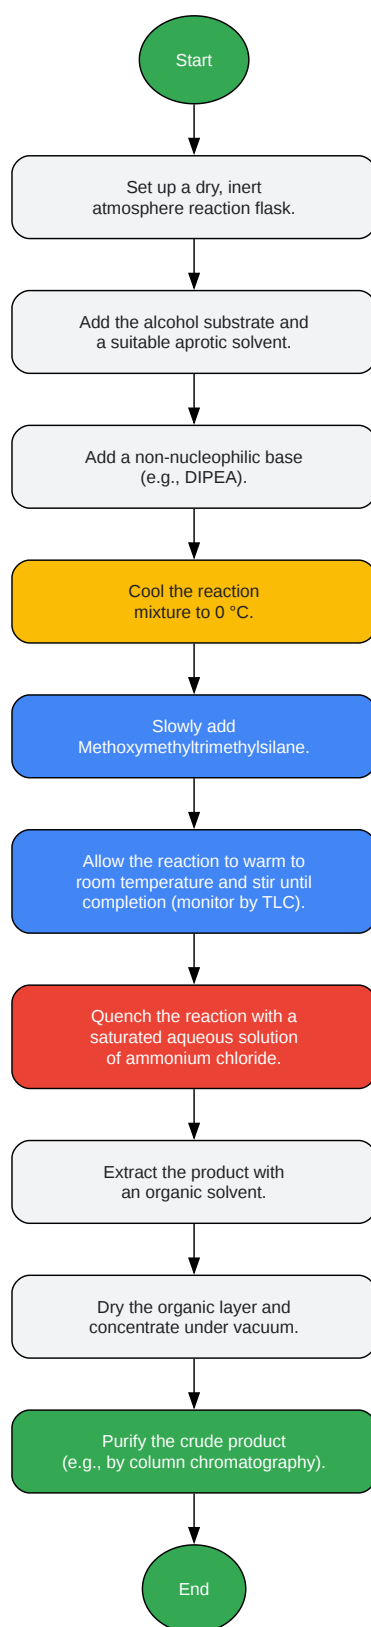 Start
Set up a dry, inert
atmosphere reaction flask.
Add the alcohol substrate and
a suitable aprotic solvent.
Add a non-nucleophilic base
(e.g., DIPEA).
Cool the reaction
mixture to 0 °C.
Slowly add
Methoxymethyltrimethylsilane.
Allow the reaction to warm to
room temperature and stir until
completion (monitor by TLC).
Quench the reaction with a
saturated aqueous solution
of ammonium chloride.
Extract the product with
an organic solvent.
Dry the organic layer and
concentrate under vacuum.
Purify the crude product
(e.g., by column chromatography).
End